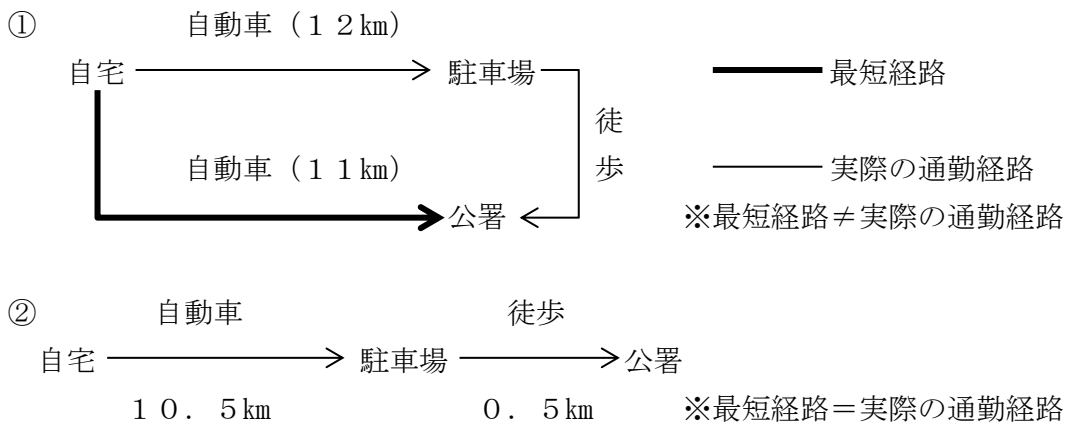 ①
自動車（１２㎞）
自宅 駐車場 最短経路
徒歩
自動車（１１㎞） 実際の通勤経路
公署 ※最短経路≠実際の通勤経路
② 自動車 徒歩
自宅 駐車場 公署
１０．５㎞ ０．５㎞ ※最短経路＝実際の通勤経路